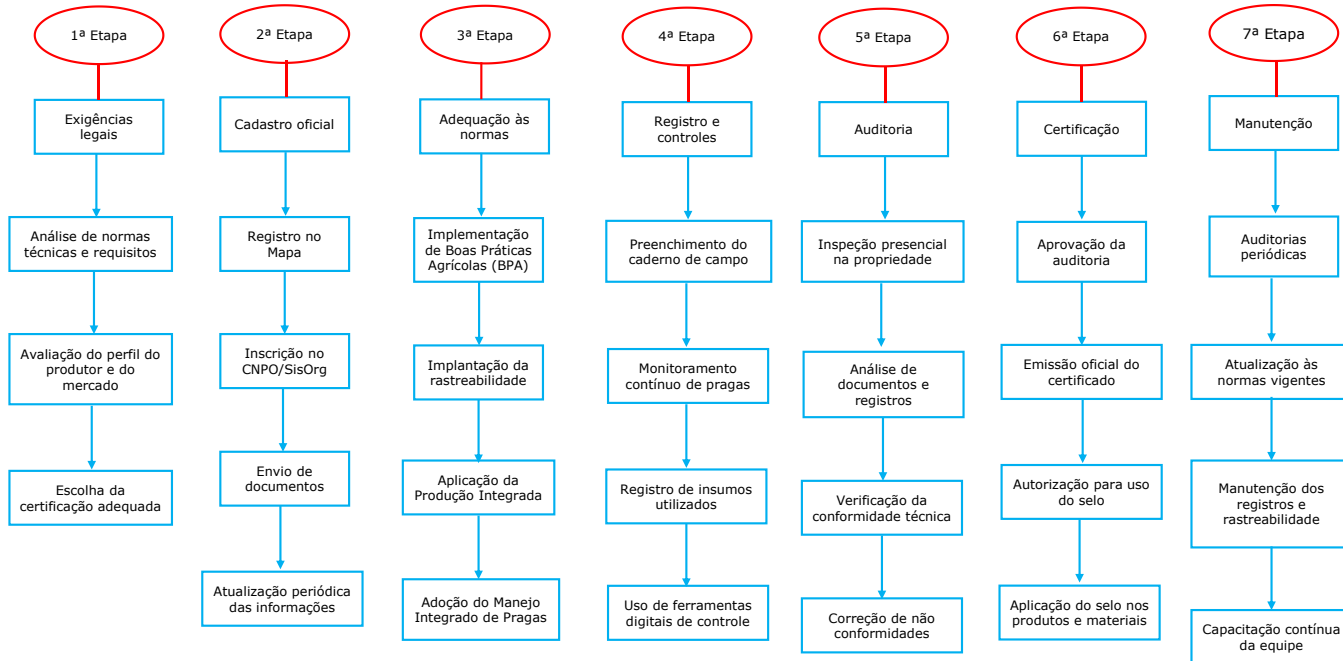 1ª Etapa
Exigências
legais
Análise de normas
técnicas e requisitos
Avaliação do perfil do
produtor e do
mercado
Escolha da
certificação adequada
2ª Etapa
Cadastro oficial
Registro no
Mapa
Inscrição no
CNPO/SisOrg
Envio de
documentos
Atualização periódica
das informações
3ª Etapa
Adequação às
normas
Implementação
de Boas Práticas
Agrícolas (BPA)
Implantação da
rastreabilidade
Aplicação da
Produção Integrada
Adoção do Manejo
Integrado de Pragas
4ª Etapa
Registro e
controles
Preenchimento do
caderno de campo
Monitoramento
contínuo de pragas
Registro de insumos
utilizados
Uso de ferramentas
digitais de controle
5ª Etapa
Auditoria
Inspeção presencial
na propriedade
Análise de
documentos e
registros
Verificação da
conformidade técnica
Correção de não
conformidades
6ª Etapa
Certificação
Aprovação da
auditoria
Emissão oficial do
certificado
Autorização para uso
do selo
Aplicação do selo nos
produtos e materiais
7ª Etapa
Manutenção
Auditorias
periódicas
Atualização às
normas vigentes
Manutenção dos
registros e
rastreabilidade
Capacitação contínua
da equipe